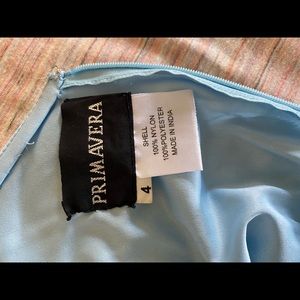 PRIMAVERA
4
SHELL
100% NYLON
100%POLYESTER
MADE IN INDIA